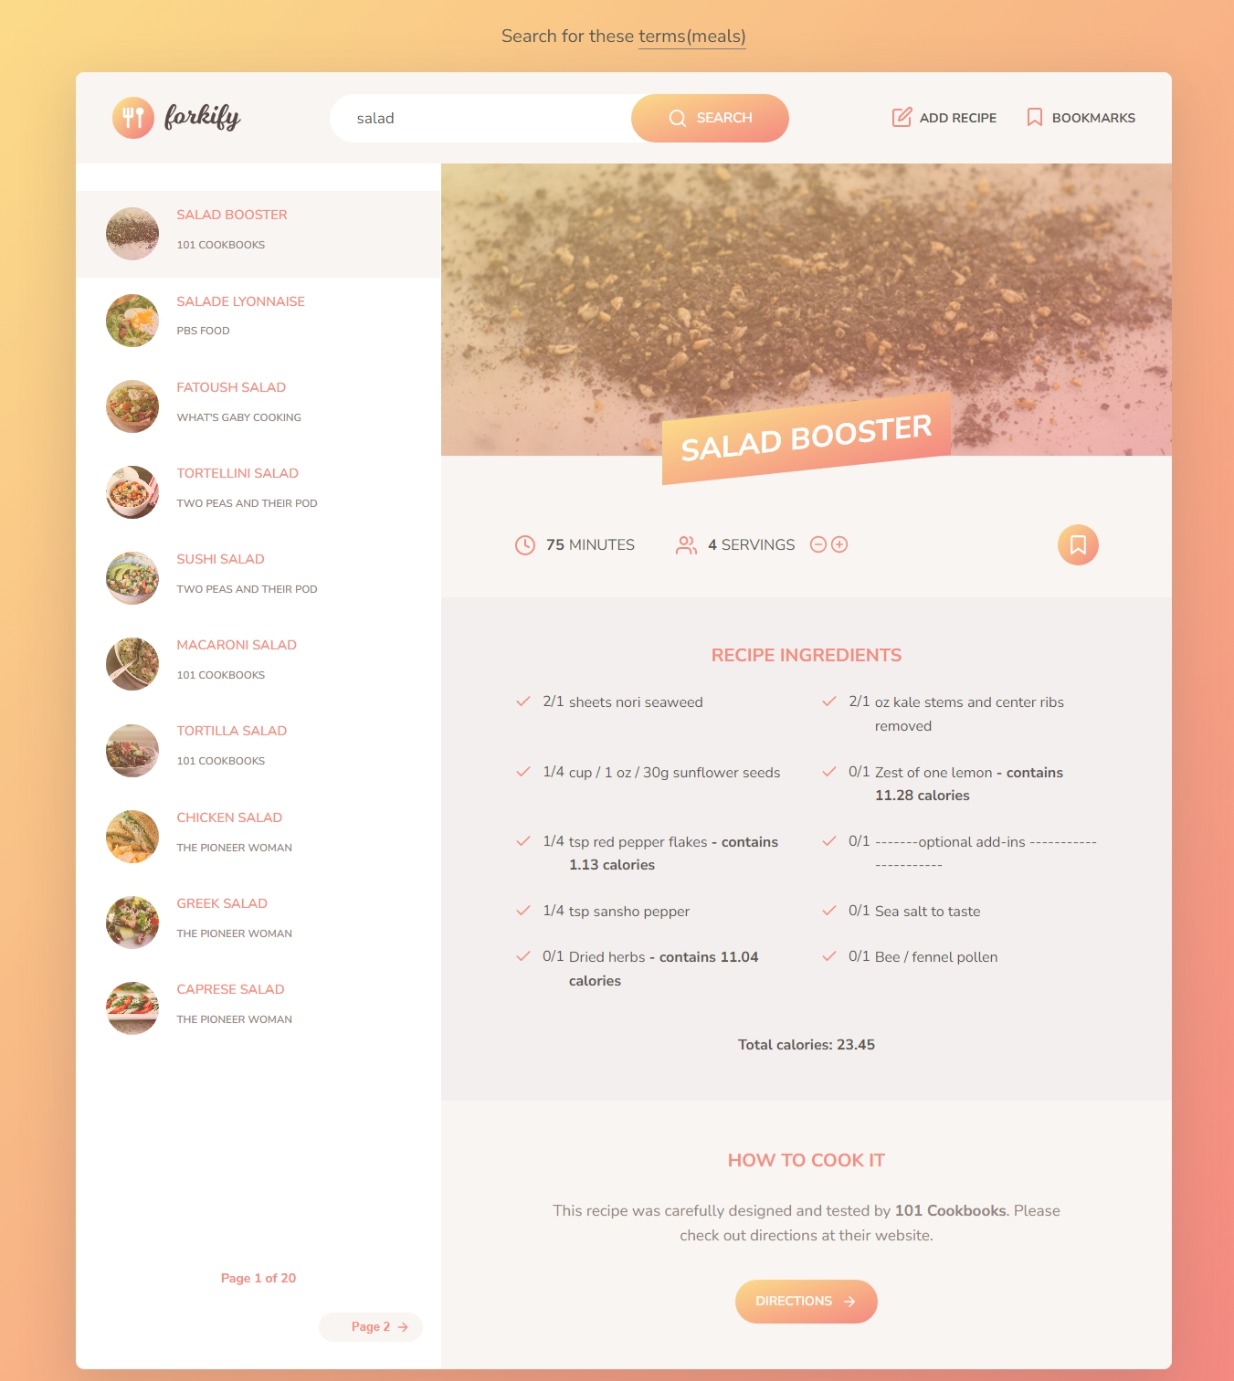 Search for these terms(meals)
forkify
salad
SEARCH
ADD RECIPE
BOOKMARKS
SALAD BOOSTER
101 COOKBOOKS
SALADE LYONNAISE
PBS FOOD
FATOUSH SALAD
WHAT'S GABY COOKING
TORTELLINI SALAD
TWO PEAS AND THEIR POD
SUSHI SALAD
TWO PEAS AND THEIR POD
MACARONI SALAD
101 COOKBOOKS
TORTILLA SALAD
101 COOKBOOKS
CHICKEN SALAD
THE PIONEER WOMAN
GREEK SALAD
THE PIONEER WOMAN
CAPRESE SALAD
THE PIONEER WOMAN
Page 1 of 20
Page 2
SALAD BOOSTER
75 MINUTES
4 SERVINGS
RECIPE INGREDIENTS
2/1 sheets nori seaweed
2/1 oz kale stems and center ribs
removed
1/4 cup / 1 oz / 30g sunflower seeds
0/1 Zest of one lemon - contains
11.28 calories
1/4 tsp red pepper flakes - contains
1.13 calories
0/1 -------optional add-ins -----------
-----------
1/4 tsp sansho pepper
0/1 Sea salt to taste
0/1 Dried herbs - contains 11.04
calories
0/1 Bee / fennel pollen
Total calories: 23.45
HOW TO COOK IT
This recipe was carefully designed and tested by 101 Cookbooks. Please
check out directions at their website.
DIRECTIONS